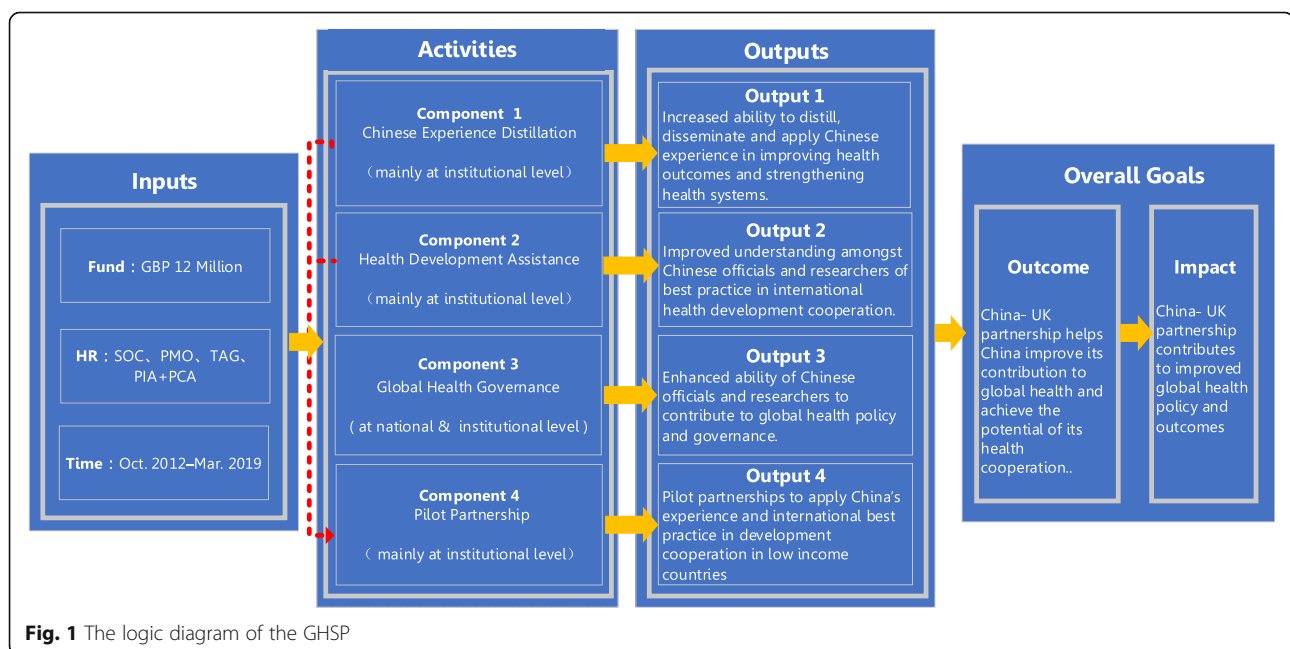 Inputs
Fund：GBP 12 Million
HR：SOC、PMO、TAG、
PIA+PCA
Time：Oct. 2012–Mar. 2019
Activities
Component 1
Chinese Experience Distillation
（mainly at institutional level）
Component 2
Health Development Assistance
（mainly at institutional level）
Component 3
Global Health Governance
( at national & institutional level )
Component 4
Pilot Partnership
（ mainly at institutional level）
Outputs
Output 1
Increased ability to distill,
disseminate and apply Chinese
experience in improving health
outcomes and strengthening
health systems.
Output 2
Improved understanding amongst
Chinese officials and researchers of
best practice in international
health development cooperation.
Output 3
Enhanced ability of Chinese
officials and researchers to
contribute to global health policy
and governance.
Output 4
Pilot partnerships to apply China’s
experience and international best
practice in development
cooperation in low income
countries
Overall Goals
Outcome
China- UK
partnership helps
China improve its
contribution to
global health and
achieve the
potential of its
health
cooperation..
Impact
China- UK
partnership
contributes
to improved
global health
policy and
outcomes
Fig. 1 The logic diagram of the GHSP